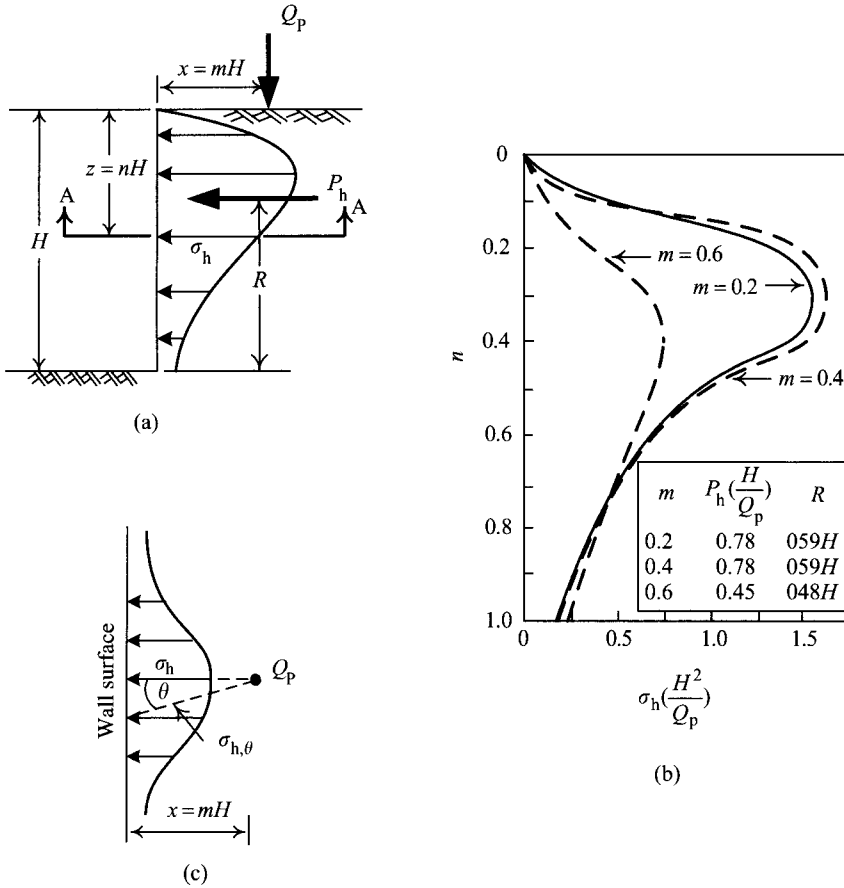 Q_P
x = mH
z = nH
P_h
A
A
H
σ_h
R
(a)
0
0.2
0.4
0.6
0.8
1.0
n
m = 0.6
m = 0.2
m = 0.4
m P_h(H/Q_p) R
0.2 0.78 059H
0.4 0.78 059H
0.6 0.45 048H
0 0.5 1.0 1.5
σ_h(H²/Q_p)
(b)
Wall surface
σ_h
θ
Q_P
σ_h,θ
x = mH
(c)